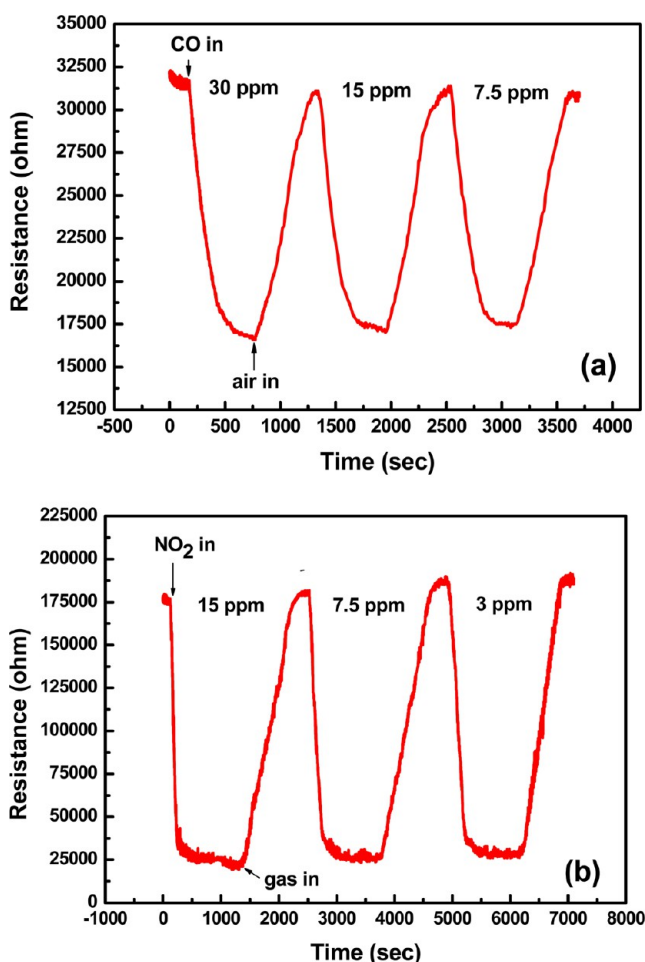 35000
CO in
32500
30 ppm
15 ppm
7.5 ppm
30000
27500
25000
22500
20000
17500
15000
12500
air in
(a)
-500
0
500
1000
1500
2000
2500
3000
3500
4000
Resistance (ohm)
Time (sec)
225000
NO2 in
200000
15 ppm
7.5 ppm
3 ppm
175000
150000
125000
100000
75000
50000
25000
0
gas in
(b)
-1000
0
1000
2000
3000
4000
5000
6000
7000
8000
Resistance (ohm)
Time (sec)